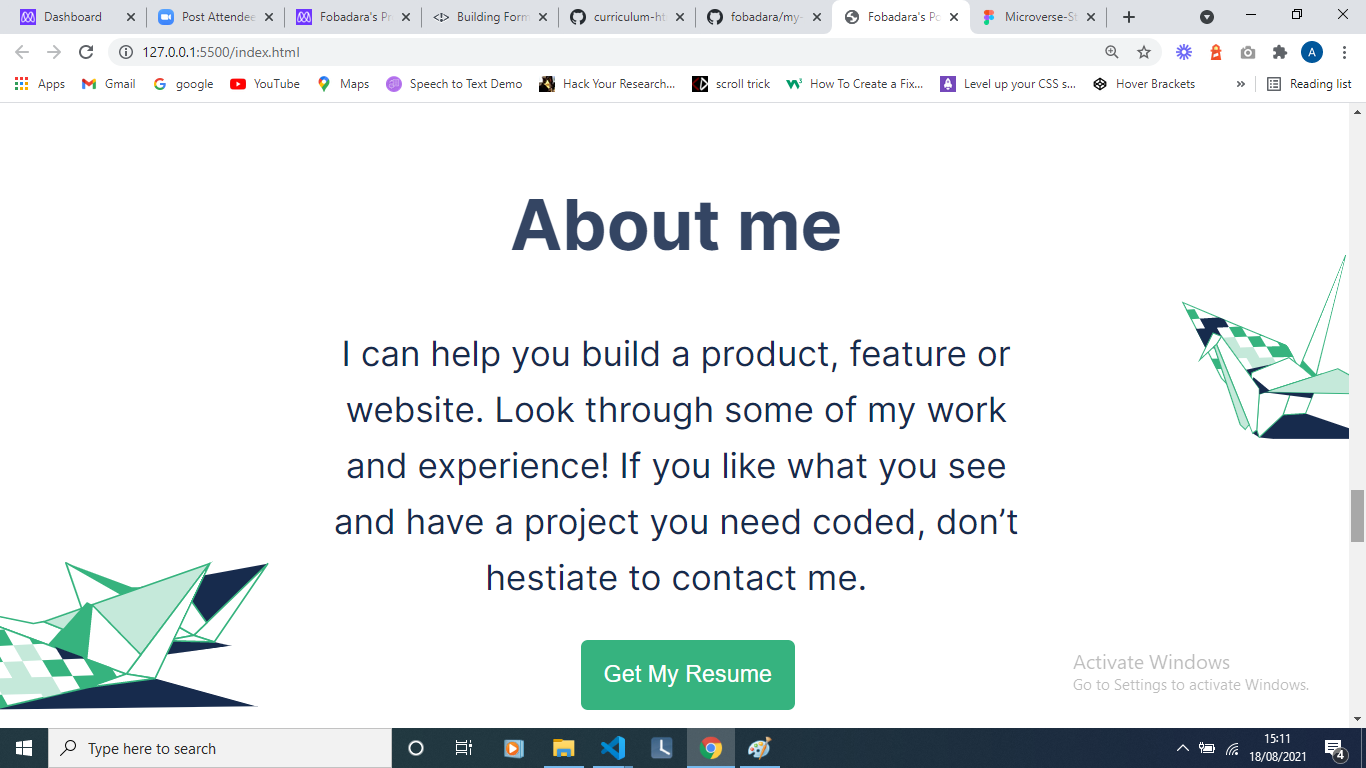 Dashboard
Post Attendee
Fobadara's Pr
Building Form
curriculum-ht
fobadara/my-
Fobadara's Po
Microverse-St
127.0.0.1:5500/index.html
A
Apps
Gmail
google
YouTube
Maps
Speech to Text Demo
Hack Your Research...
scroll trick
How To Create a Fix...
Level up your CSS s...
Hover Brackets
»
Reading list
About me
I can help you build a product, feature or
website. Look through some of my work
and experience! If you like what you see
and have a project you need coded, don’t
hestiate to contact me.
Get My Resume
Activate Windows
Go to Settings to activate Windows.
Type here to search
15:11
18/08/2021
4